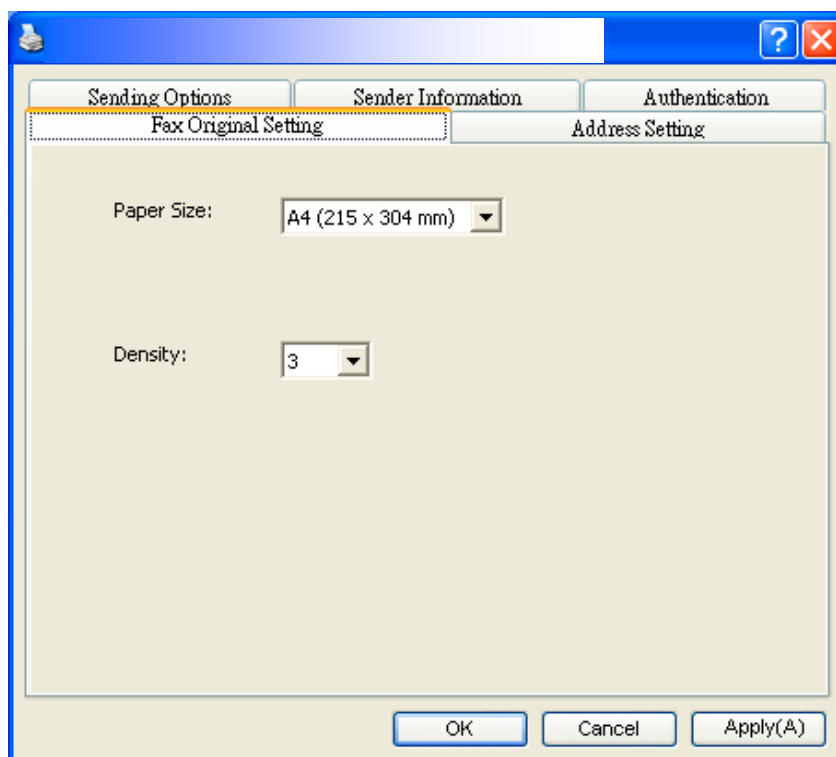 Sending Options
Sender Information
Authentication
Fax Original Setting
Address Setting
Paper Size:
A4 (215 x 304 mm)
Density:
3
OK
Cancel
Apply(A)